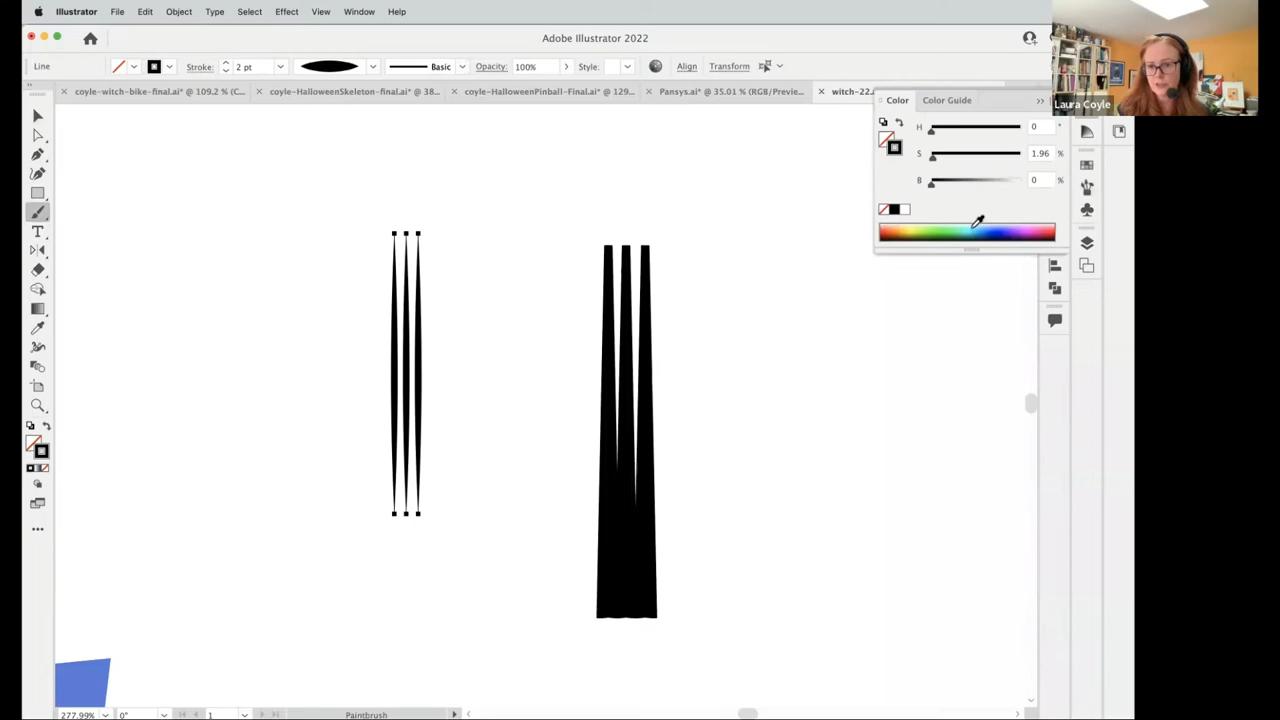 Illustrator File Edit Object Type Select Effect View Window Help
Adobe Illustrator 2022
Line Stroke: 2 pt Basic Opacity: 100% Style: Align Transform
coyle-witch-bike-final.ai* @ 109.2 % (C... coyle-HalloweenSkeleton-final.ai* @ 38... coyle-HalloweenPinball-Final.ai* @ 129... Pansys.ai* @ 35.01 % (RGB/Previe... witch-22.
Laura Coyle
Color Color Guide
H 0 °
S 1.96 %
B 0 %
277.99% 0° 1 Paintbrush